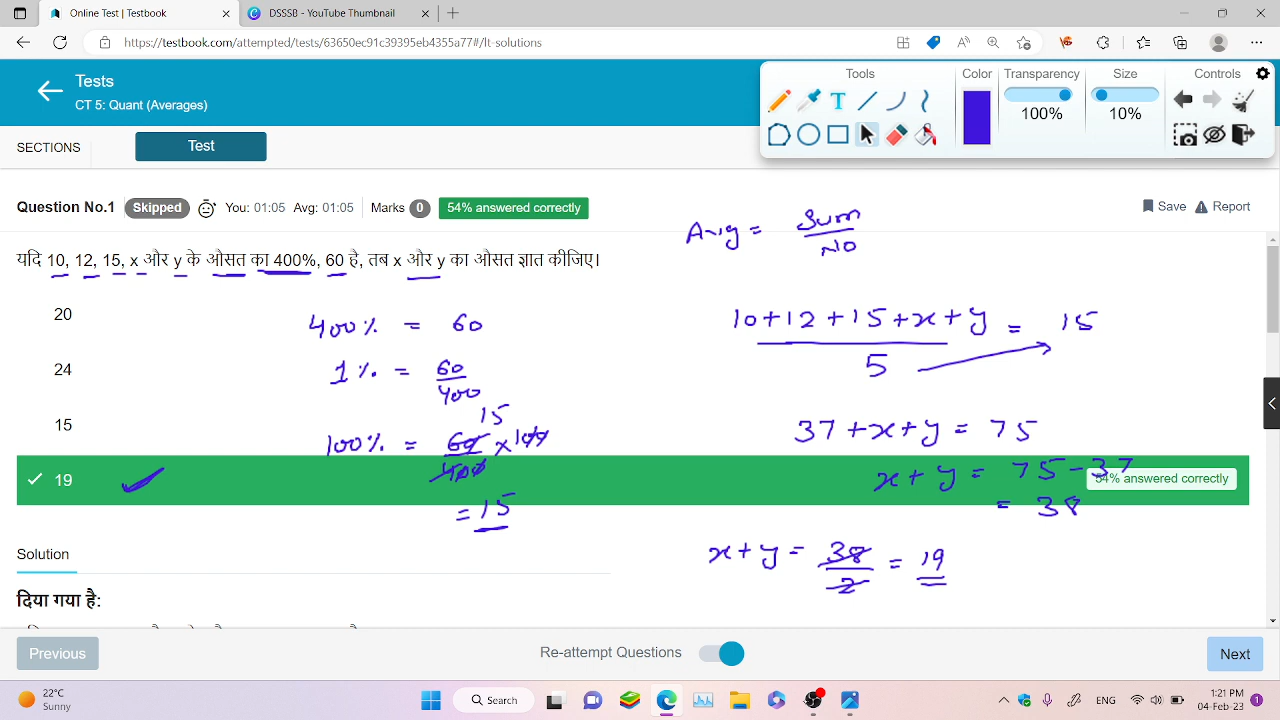 Online Test | Testbook
DSSSB - YouTube Thumbnail
https://testbook.com/attempted/tests/63650ec91c39395eb4355a77#/lt-solutions
Tests
CT 5: Quant (Averages)
Tools
Color
Transparency
Size
Controls
100%
10%
SECTIONS
Test
Question No.1 Skipped You: 01:05 Avg: 01:05 Marks 0 54% answered correctly
Save Report
Avg = Sum / No
यदि 10, 12, 15, x और y के औसत का 400%, 60 है, तब x और y का औसत ज्ञात कीजिए।
20
400% = 60
10+12+15+x+y / 5 = 15
24
1% = 60/400
15
15
100% = 60/400 x 100
37+x+y = 75
19
x+y = 75-37
54% answered correctly
= 15
= 38
Solution
x+y = 38/2 = 19
दिया गया है:
Previous
Re-attempt Questions
Next
22°C
Sunny
Search
ENG
1:21 PM
04-Feb-23
1